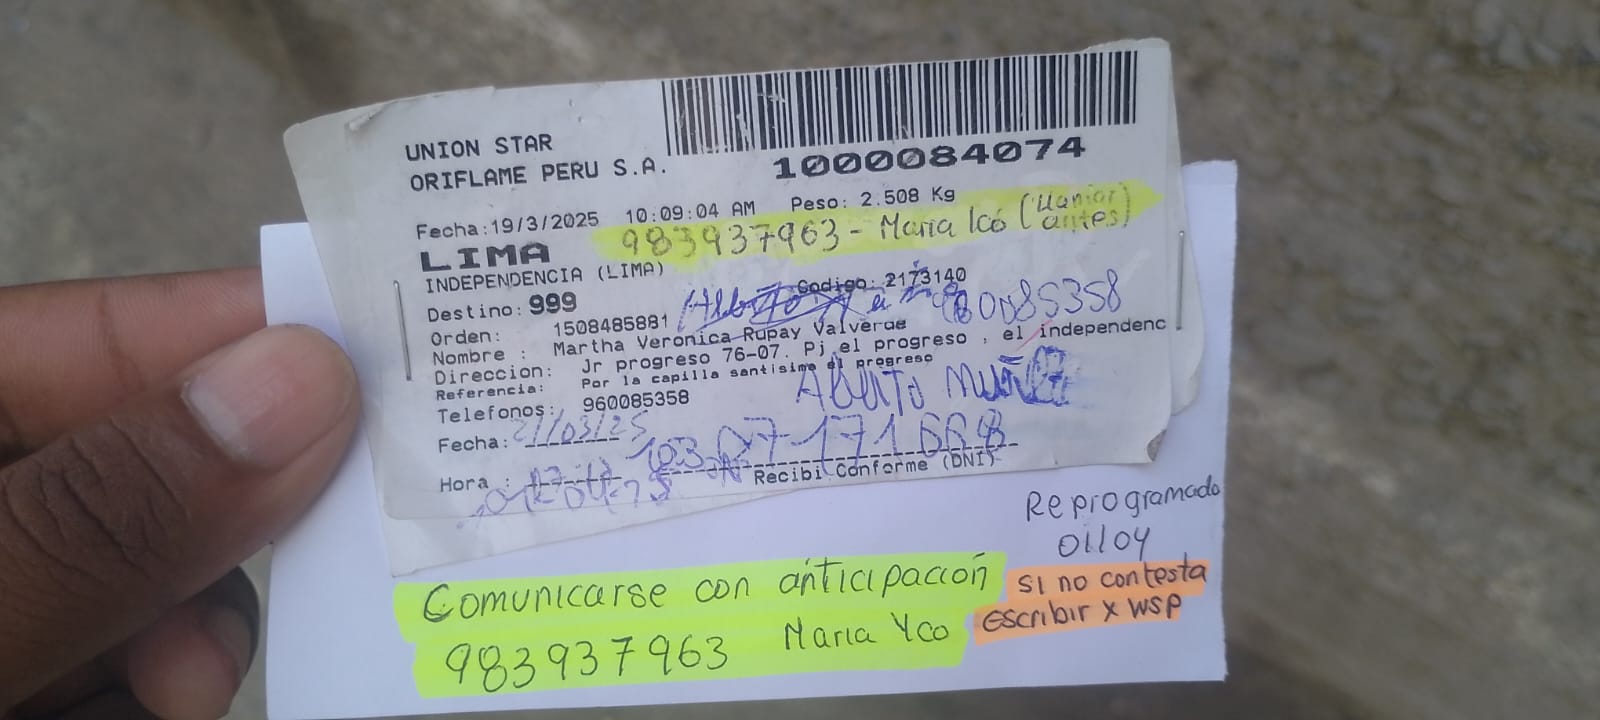 UNION STAR
ORIFLAME PERU S.A.
1000084074
Fecha:19/3/2025 10:09:04 AM Peso: 2.508 Kg
983937963 - Maria Icó (Llamar antes)
LIMA
INDEPENDENCIA (LIMA)
Codigo: 2173140
Destino: 999
960085358
Orden: 1508485881
Nombre : Martha Veronica Rupay Valverde
Direccion: Jr progreso 76-07. Pj el progreso , el independenc
Referencia: Por la capilla santisima el progreso
Telefonos: 960085358
Alberto Muñoz
Fecha: 21/03/25
07171668
Hora :
Recibi Conforme (DNI)
Reprogramado
01/04
Comunicarse con anticipación
983937963 Maria Yco
si no contesta
escribir x wsp